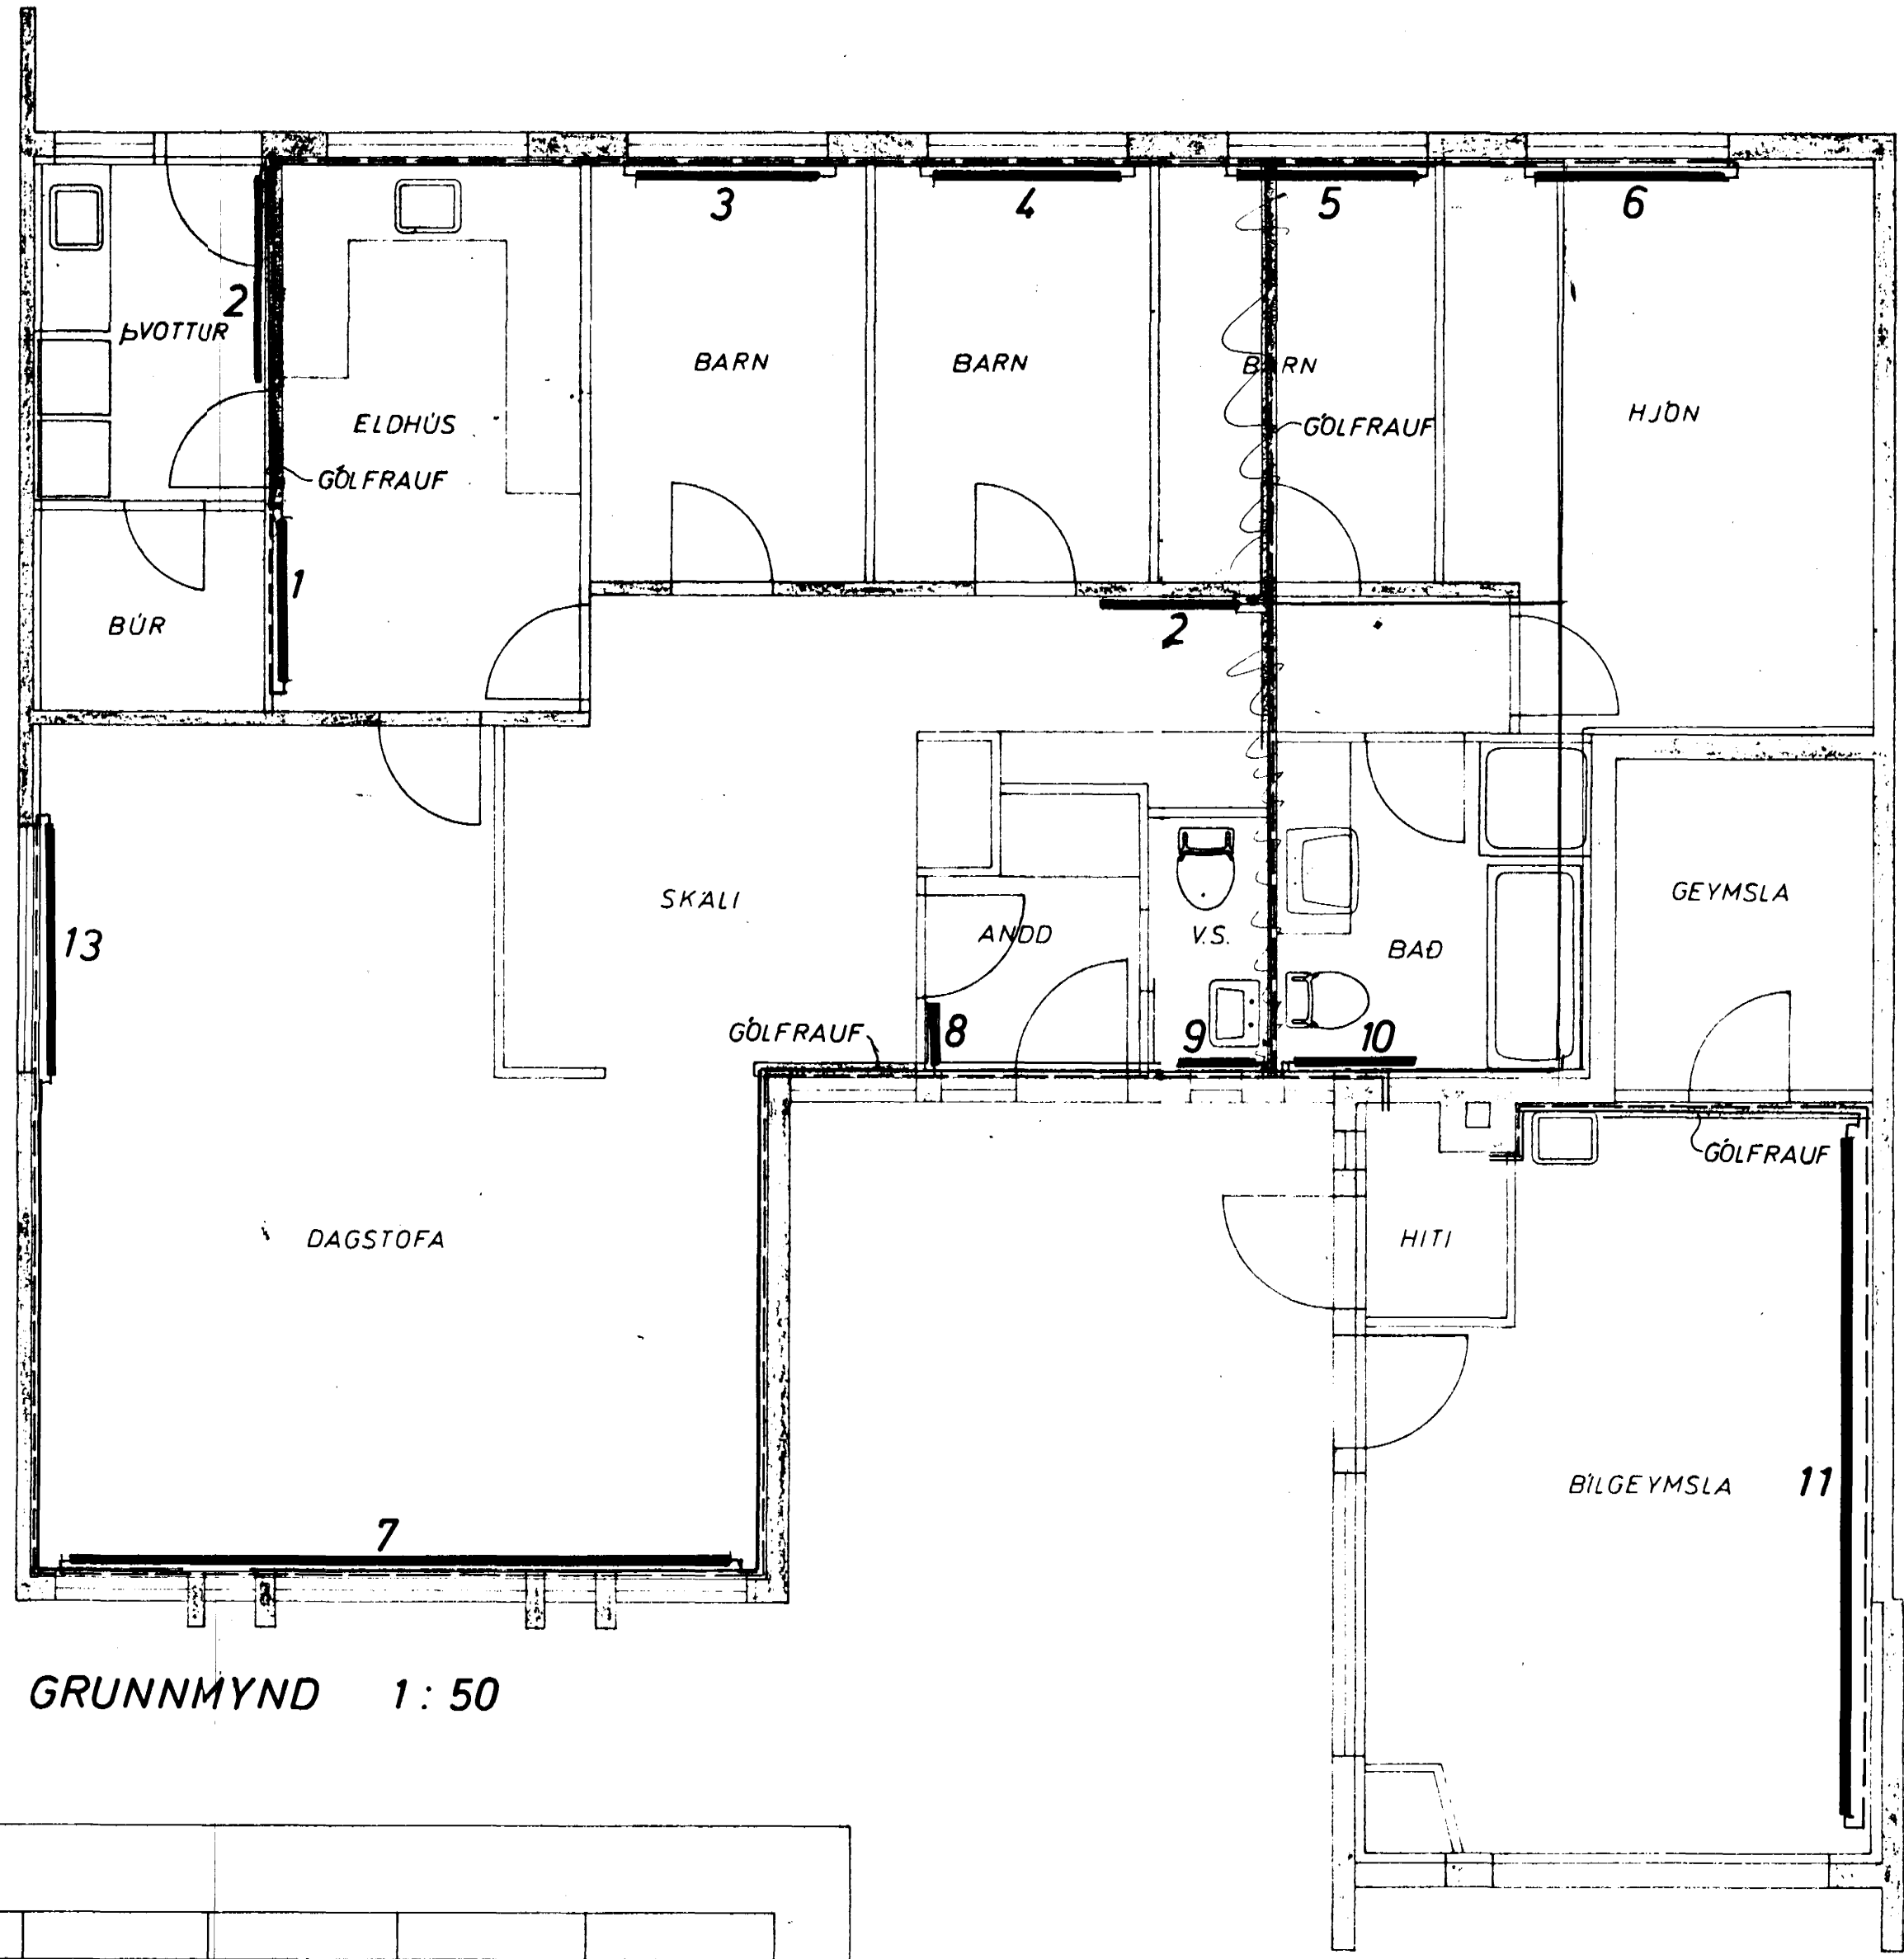 3
4
5
6
2
ÞVOTTUR
BARN
BARN
BARN
HJÓN
ELDHÚS
GÓLFRAUF
GÓLFRAUF
1
BÚR
2
SKÁLI
GEYMSLA
13
ANDD
V.S.
BAÐ
GÓLFRAUF
8
9
10
GÓLFRAUF
DAGSTOFA
HITI
BÍLGEYMSLA
11
7
GRUNNMYND 1:50